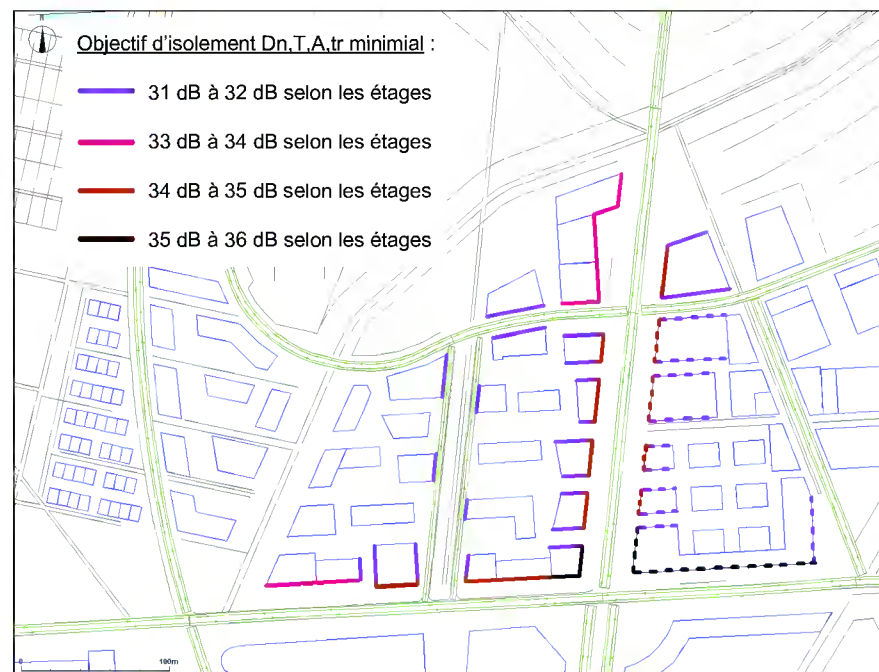 Objectif d'isolement Dn,T,A,tr minimial :
31 dB à 32 dB selon les étages
33 dB à 34 dB selon les étages
34 dB à 35 dB selon les étages
35 dB à 36 dB selon les étages
0 100m